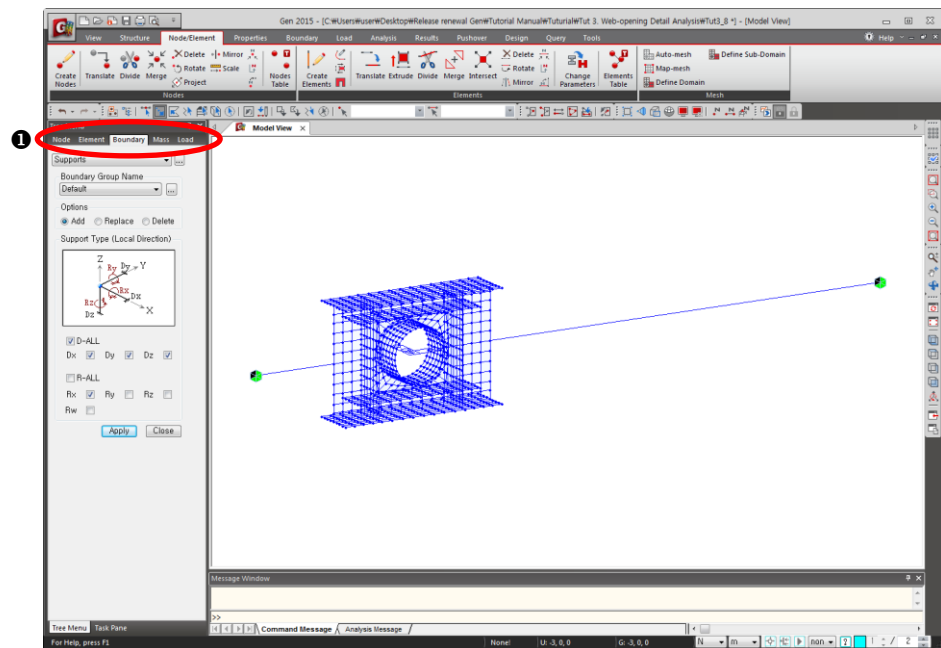 Gen 2015 - [C:₩Users₩user₩Desktop₩Release renewal Gen₩Tutorial Manual₩Tuturial₩Tut 3. Web-opening Detail Analysis₩Tut3_8 *] - [Model View]
View Structure Node/Element Properties Boundary Load Analysis Results Pushover Design Query Tools Help
Create Nodes Translate Divide Merge Delete Mirror Rotate Scale Project Nodes Table Create Elements Translate Extrude Divide Merge Intersect Delete Rotate Mirror Change Parameters Elements Table Auto-mesh Map-mesh Define Domain Define Sub-Domain
Nodes Elements Mesh
Model View
❶
Node Element Boundary Mass Load
Supports
Boundary Group Name
Default
Options
Add Replace Delete
Support Type (Local Direction)
Z
Ry Dy Y
Rx Dx
Rz
Dz X
D-ALL
Dx Dy Dz
R-ALL
Rx Ry Rz
Rw
Apply Close
Message Window
>>
Tree Menu Task Pane
Command Message Analysis Message
For Help, press F1
None! U: -3, 0, 0 G: -3, 0, 0 N m non ? ! / 2